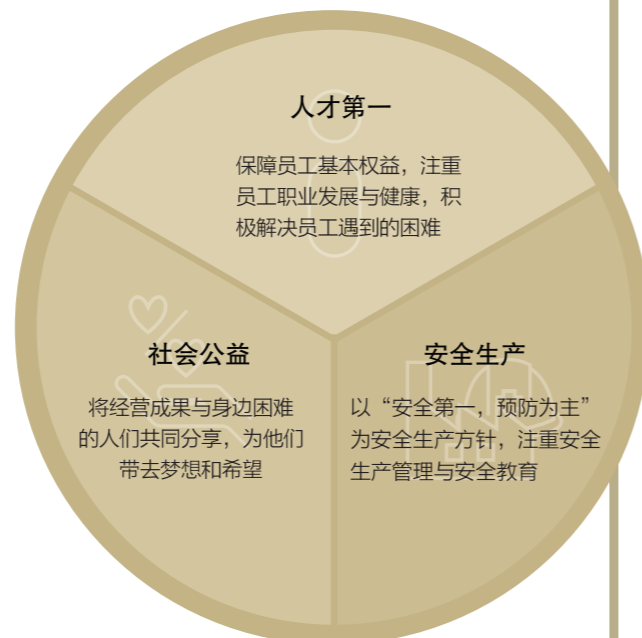 人才第一
保障员工基本权益，注重
员工职业发展与健康，积
极解决员工遇到的困难
社会公益
将经营成果与身边困难
的人们共同分享，为他们
带去梦想和希望
安全生产
以“安全第一，预防为主”
为安全生产方针，注重安全
生产管理与安全教育